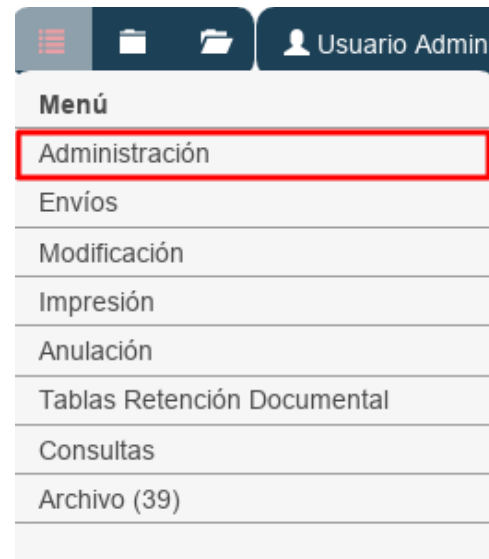 Usuario Admin
Menú
Administración
Envíos
Modificación
Impresión
Anulación
Tablas Retención Documental
Consultas
Archivo (39)